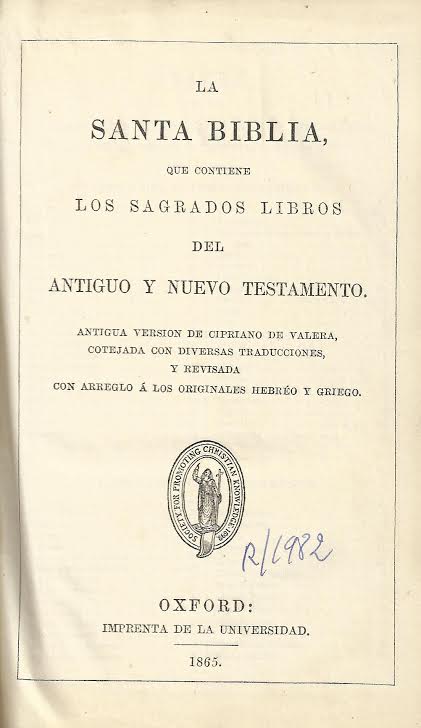 LA
SANTA BIBLIA,
QUE CONTIENE
LOS SAGRADOS LIBROS
DEL
ANTIGUO Y NUEVO TESTAMENTO.
ANTIGUA VERSION DE CIPRIANO DE VALERA,
COTEJADA CON DIVERSAS TRADUCCIONES,
Y REVISADA
CON ARREGLO Á LOS ORIGINALES HEBRÉO Y GRIEGO.
SOCIETY FOR PROMOTING CHRISTIAN KNOWLEDGE. 1698
R/1982
OXFORD:
IMPRENTA DE LA UNIVERSIDAD.
1865.